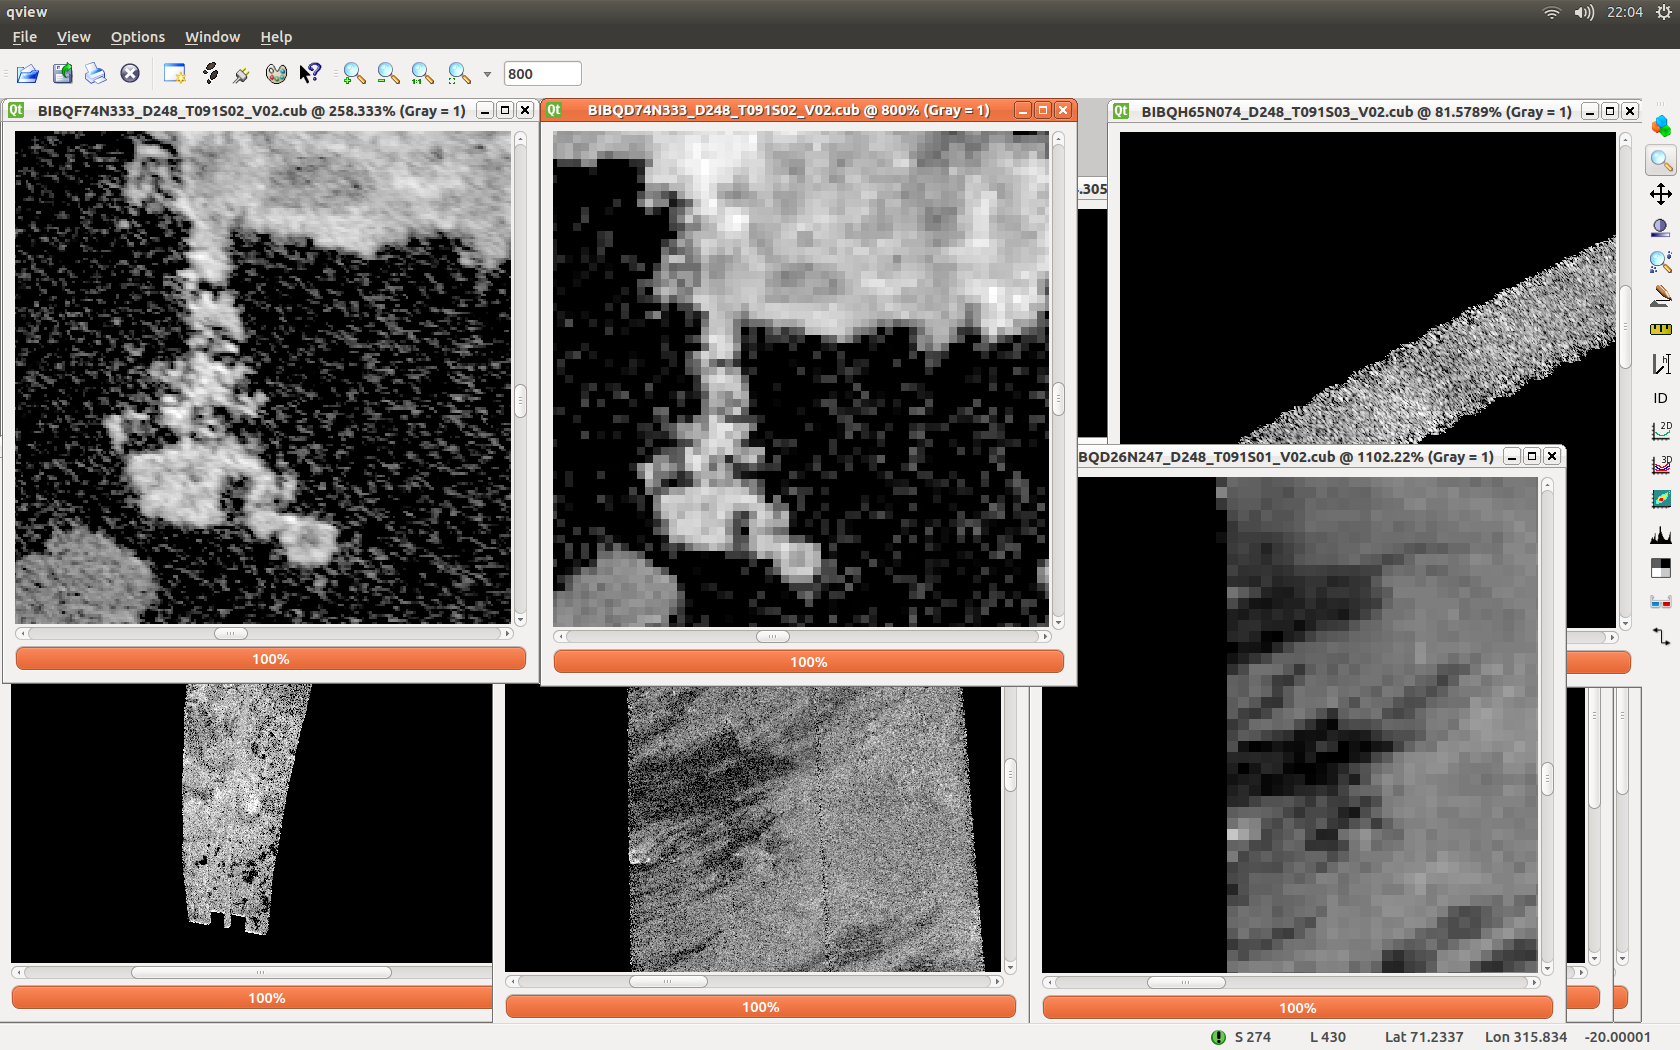 qview
22:04
File View Options Window Help
800
BIBQF74N333_D248_T091S02_V02.cub @ 258.333% (Gray = 1)
BIBQD74N333_D248_T091S02_V02.cub @ 800% (Gray = 1)
BIBQH65N074_D248_T091S03_V02.cub @ 81.5789% (Gray = 1)
.305
ID
2D
3D
BQD26N247_D248_T091S01_V02.cub @ 1102.22% (Gray = 1)
100%
100%
100%
100%
100%
S 274 L 430 Lat 71.2337 Lon 315.834 -20.00001